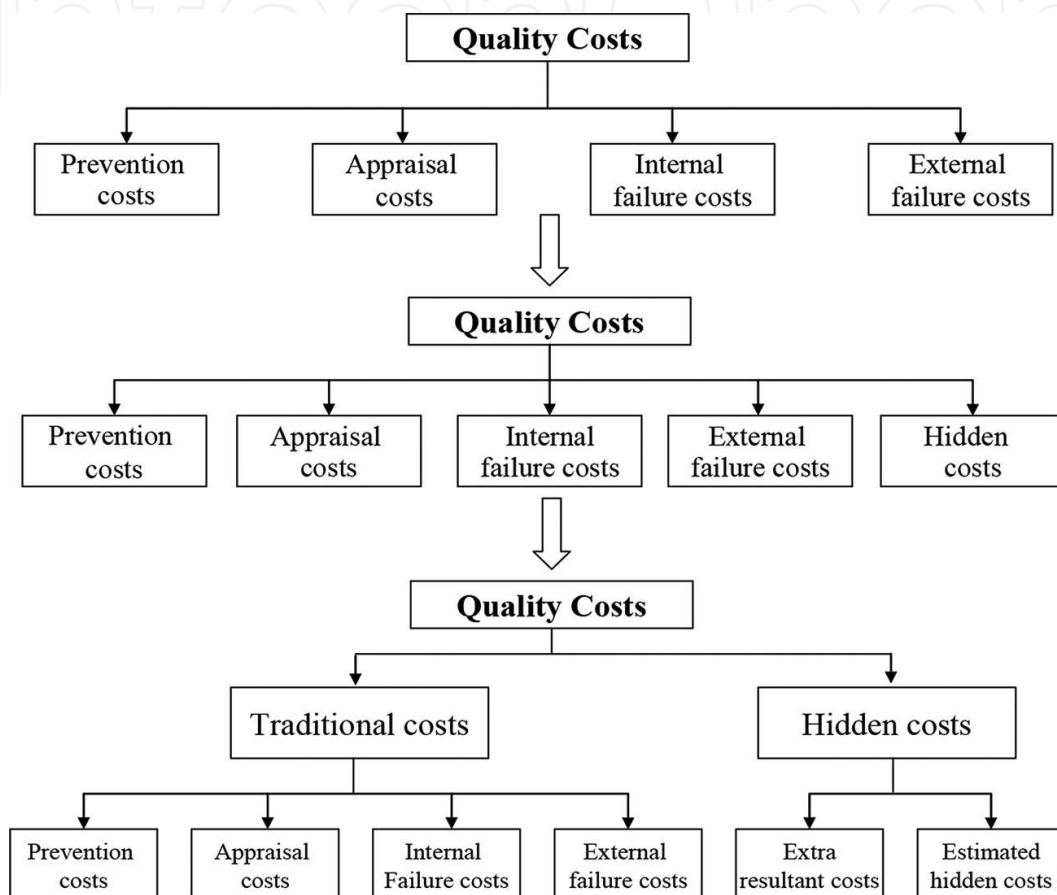 Quality Costs
Prevention
costs
Appraisal
costs
Internal
failure costs
External
failure costs
Quality Costs
Prevention
costs
Appraisal
costs
Internal
failure costs
External
failure costs
Hidden
costs
Quality Costs
Traditional costs
Hidden costs
Prevention
costs
Appraisal
costs
Internal
Failure costs
External
failure costs
Extra
resultant costs
Estimated
hidden costs